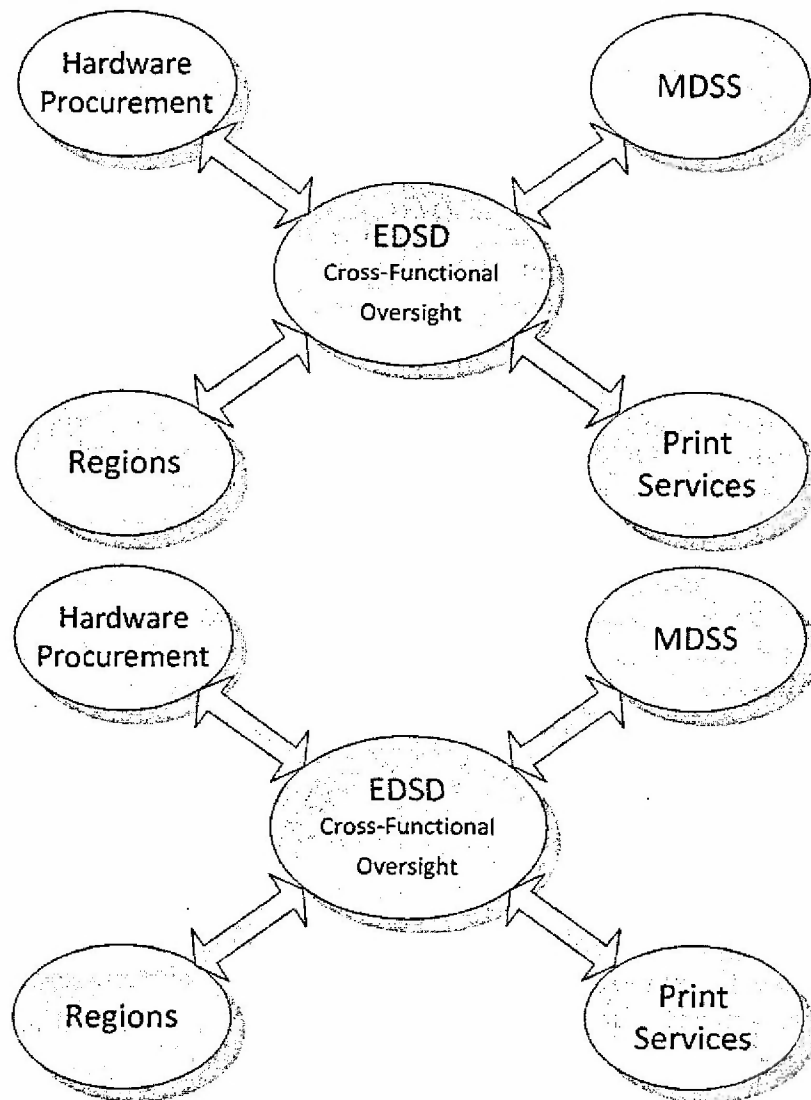 Hardware
Procurement
MDSS
EDSD
Cross-Functional
Oversight
Regions
Print
Services
Hardware
Procurement
MDSS
EDSD
Cross-Functional
Oversight
Regions
Print
Services